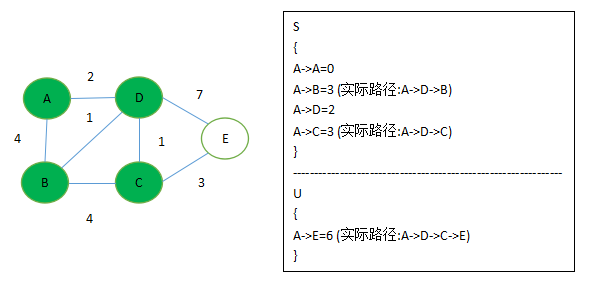 A
2
D
7
1
4
E
1
B
C
3
4
S
{
A->A=0
A->B=3 (实际路径:A->D->B)
A->D=2
A->C=3 (实际路径:A->D->C)
}
U
{
A->E=6 (实际路径:A->D->C->E)
}